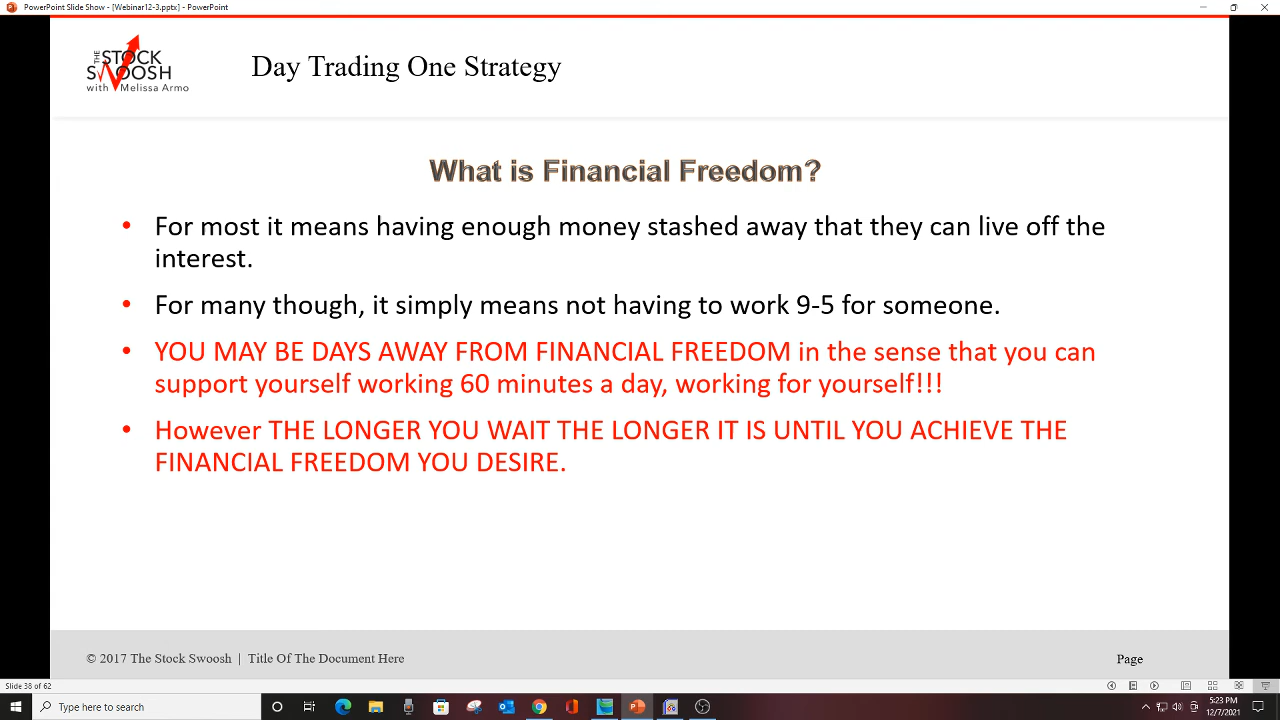 PowerPoint Slide Show - [Webinar12-3.pptx] - PowerPoint
THE STOCK
SWOOSH
with Melissa Armo
Day Trading One Strategy
What is Financial Freedom?
• For most it means having enough money stashed away that they can live off the
interest.
• For many though, it simply means not having to work 9-5 for someone.
• YOU MAY BE DAYS AWAY FROM FINANCIAL FREEDOM in the sense that you can
support yourself working 60 minutes a day, working for yourself!!!
• However THE LONGER YOU WAIT THE LONGER IT IS UNTIL YOU ACHIEVE THE
FINANCIAL FREEDOM YOU DESIRE.
© 2017 The Stock Swoosh | Title Of The Document Here
Page
Slide 38 of 62
Type here to search
5:23 PM
12/7/2021